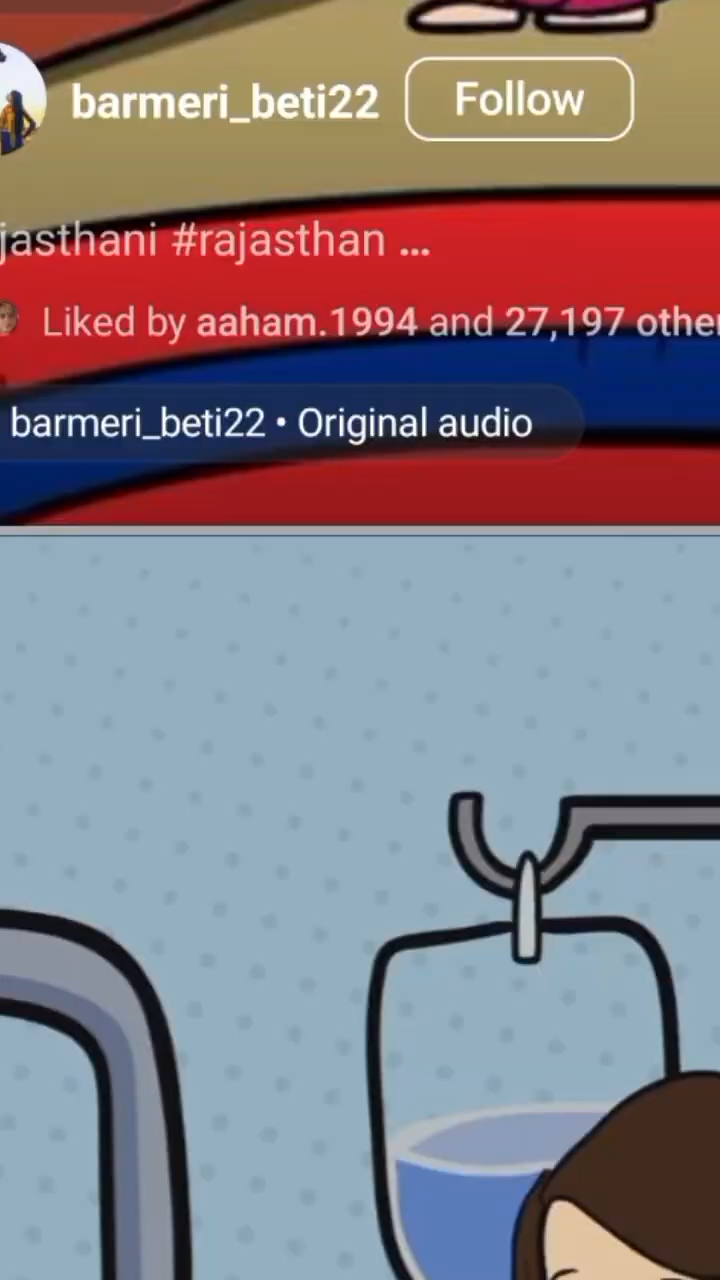 barmeri_beti22 Follow
jasthani #rajasthan ...
Liked by aaham.1994 and 27,197 other
barmeri_beti22 • Original audio